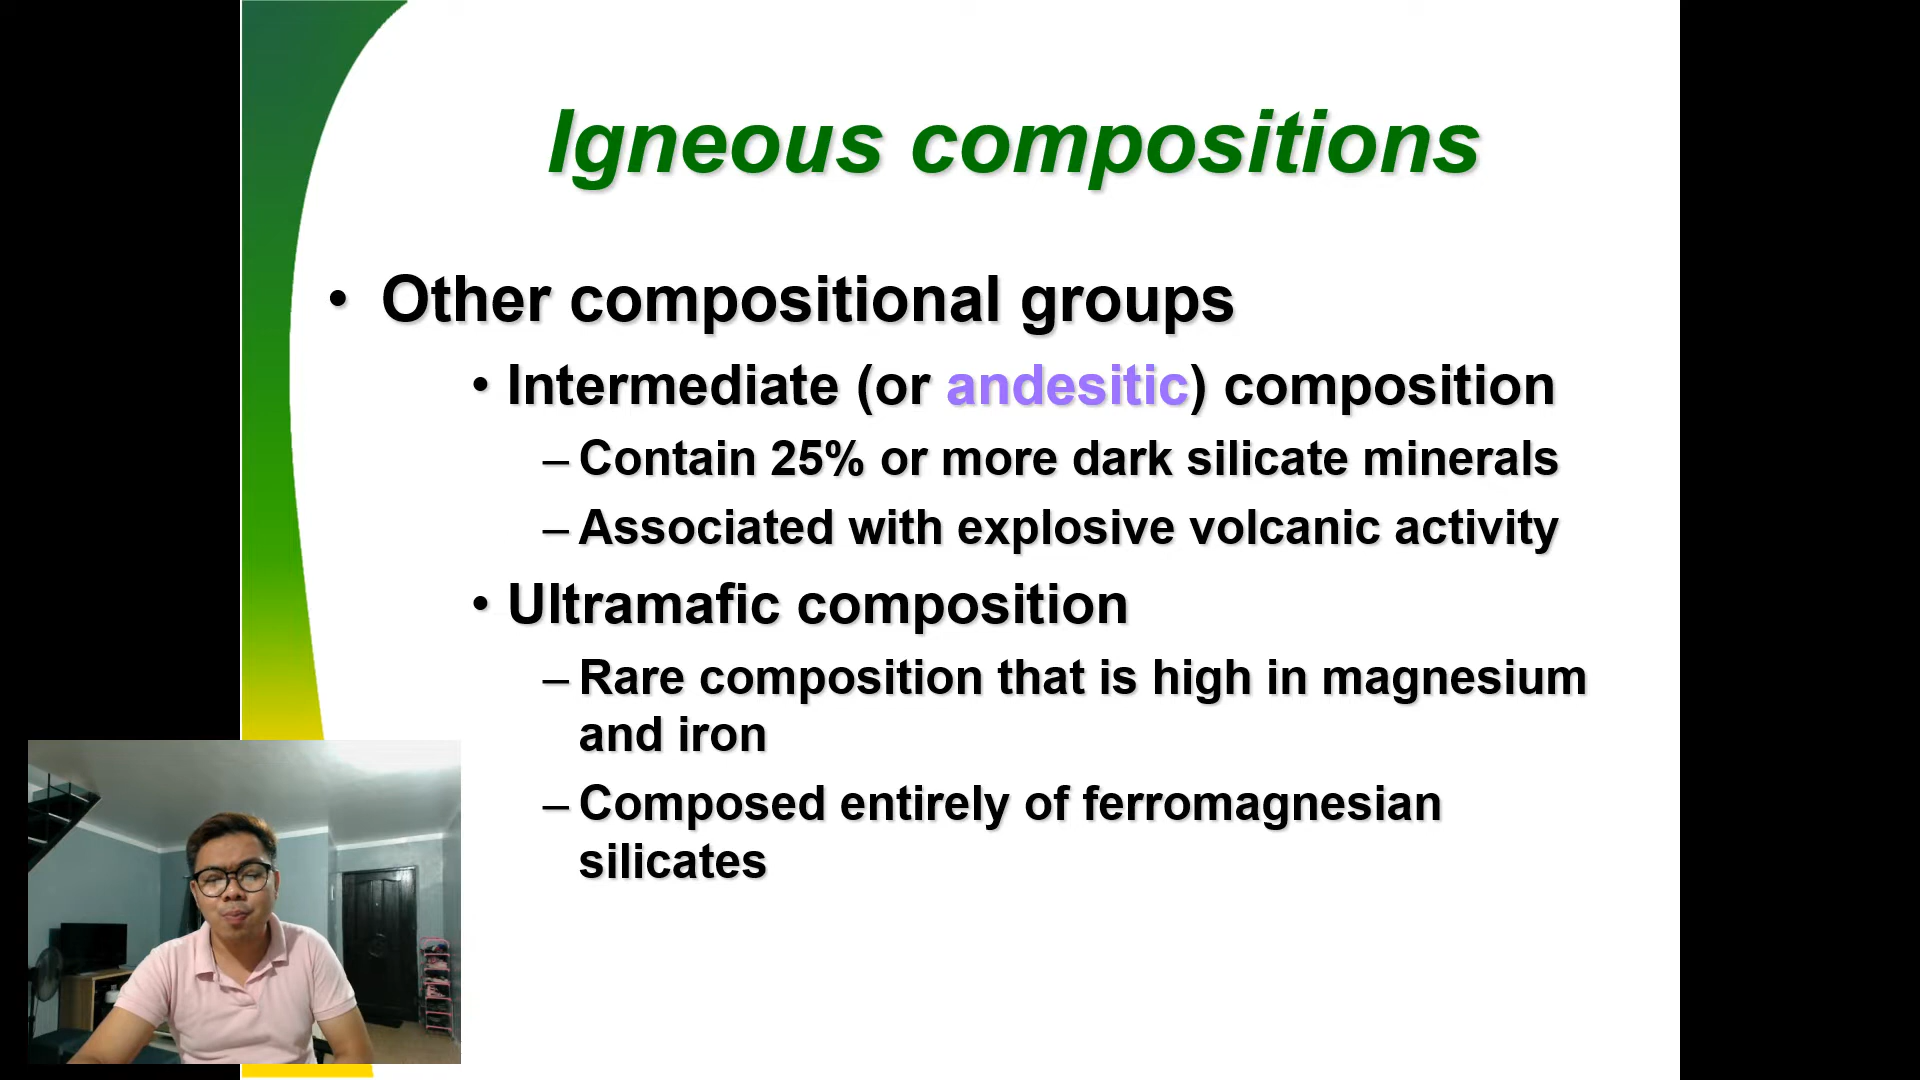 Igneous compositions
• Other compositional groups
• Intermediate (or andesitic) composition
– Contain 25% or more dark silicate minerals
– Associated with explosive volcanic activity
• Ultramafic composition
– Rare composition that is high in magnesium
and iron
– Composed entirely of ferromagnesian
silicates